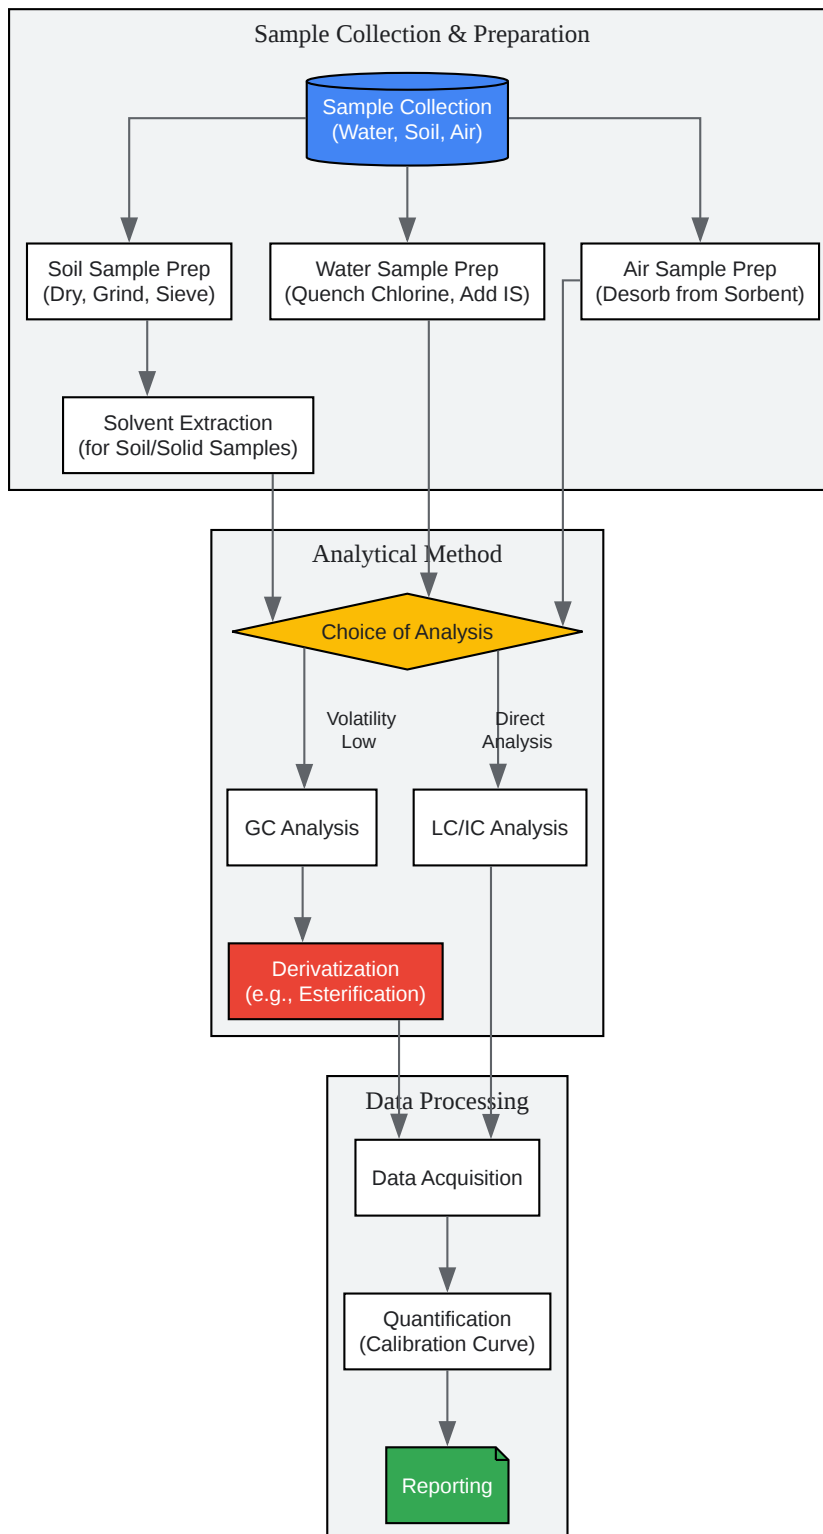 Sample Collection & Preparation
Sample Collection
(Water, Soil, Air)
Soil Sample Prep
(Dry, Grind, Sieve)
Water Sample Prep
(Quench Chlorine, Add IS)
Air Sample Prep
(Desorb from Sorbent)
Solvent Extraction
(for Soil/Solid Samples)
Analytical Method
Choice of Analysis
Volatility
Low
Direct
Analysis
GC Analysis
LC/IC Analysis
Derivatization
(e.g., Esterification)
Data Processing
Data Acquisition
Quantification
(Calibration Curve)
Reporting